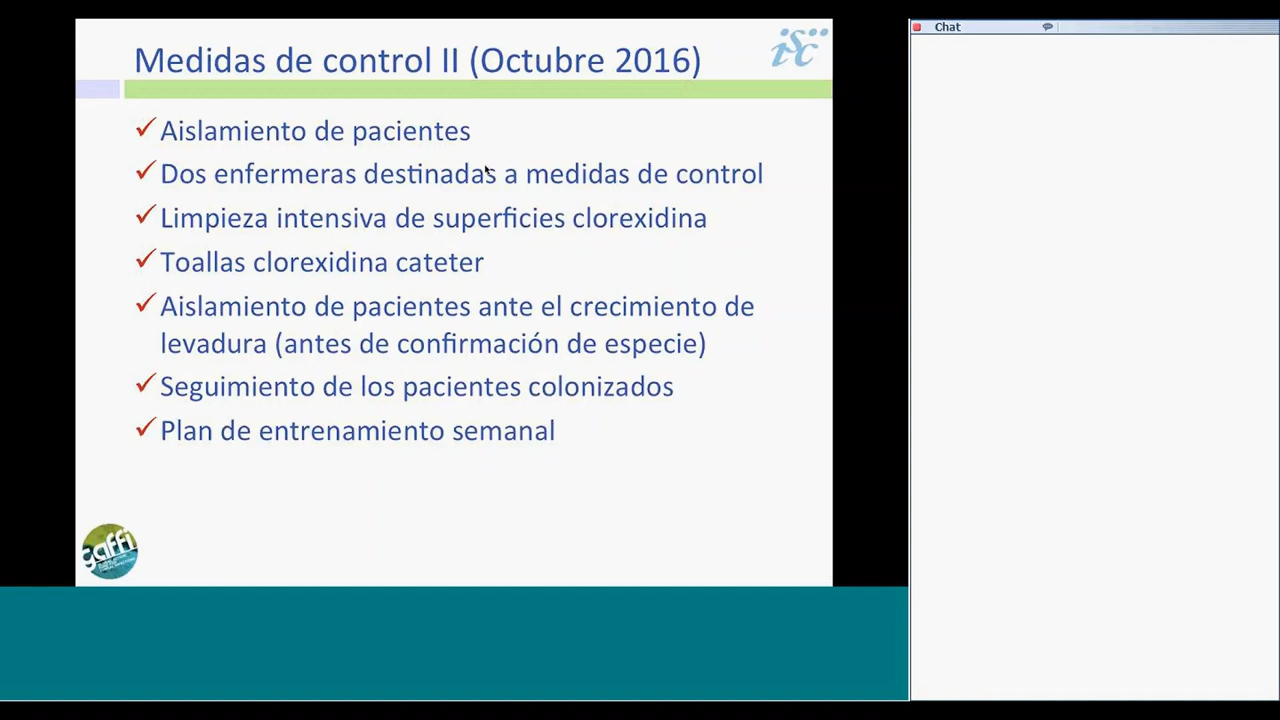 Medidas de control II (Octubre 2016)
isciii
Chat
✓Aislamiento de pacientes
✓Dos enfermeras destinadas a medidas de control
✓Limpieza intensiva de superficies clorexidina
✓Toallas clorexidina cateter
✓Aislamiento de pacientes ante el crecimiento de
levadura (antes de confirmación de especie)
✓Seguimiento de los pacientes colonizados
✓Plan de entrenamiento semanal
gaffi